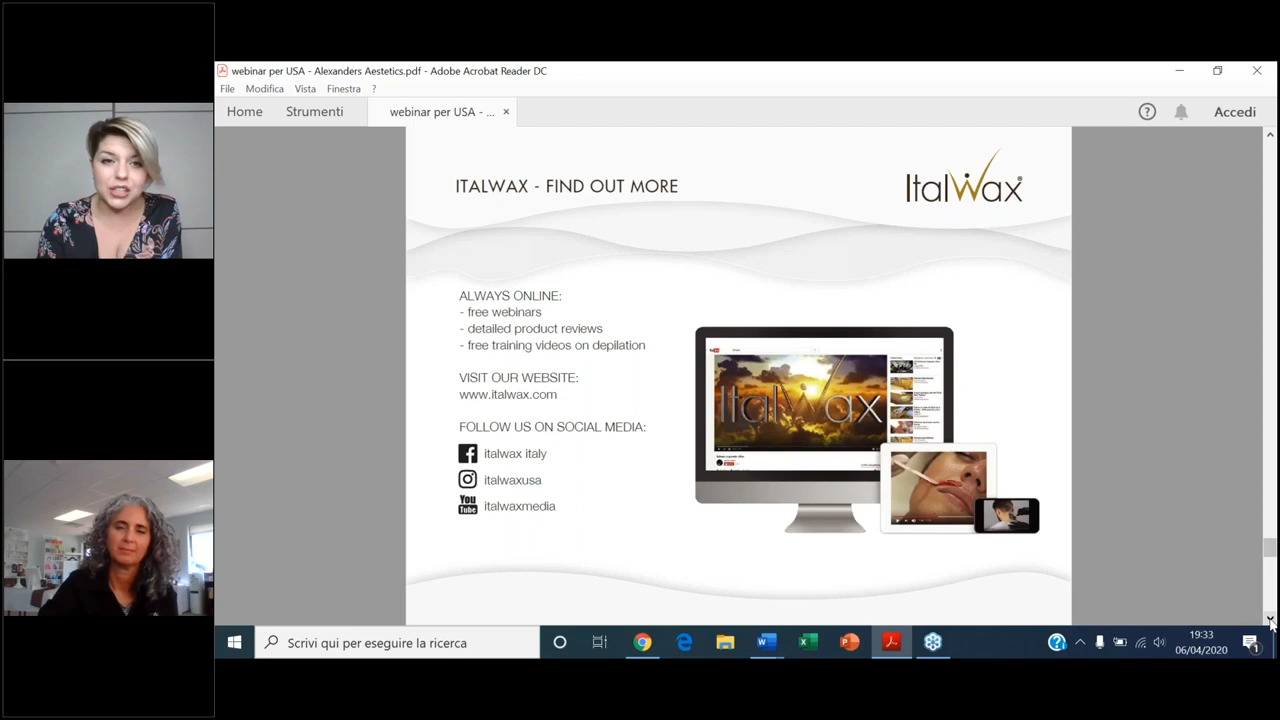 webinar per USA - Alexanders Aestetics.pdf - Adobe Acrobat Reader DC
File Modifica Vista Finestra ?
Home Strumenti webinar per USA - ... × Accedi
ITALWAX - FIND OUT MORE
ItalWax®
ALWAYS ONLINE:
- free webinars
- detailed product reviews
- free training videos on depilation
VISIT OUR WEBSITE:
www.italwax.com
FOLLOW US ON SOCIAL MEDIA:
italwax italy
italwaxusa
You Tube italwaxmedia
ItalWax
Scrivi qui per eseguire la ricerca
19:33
06/04/2020
1